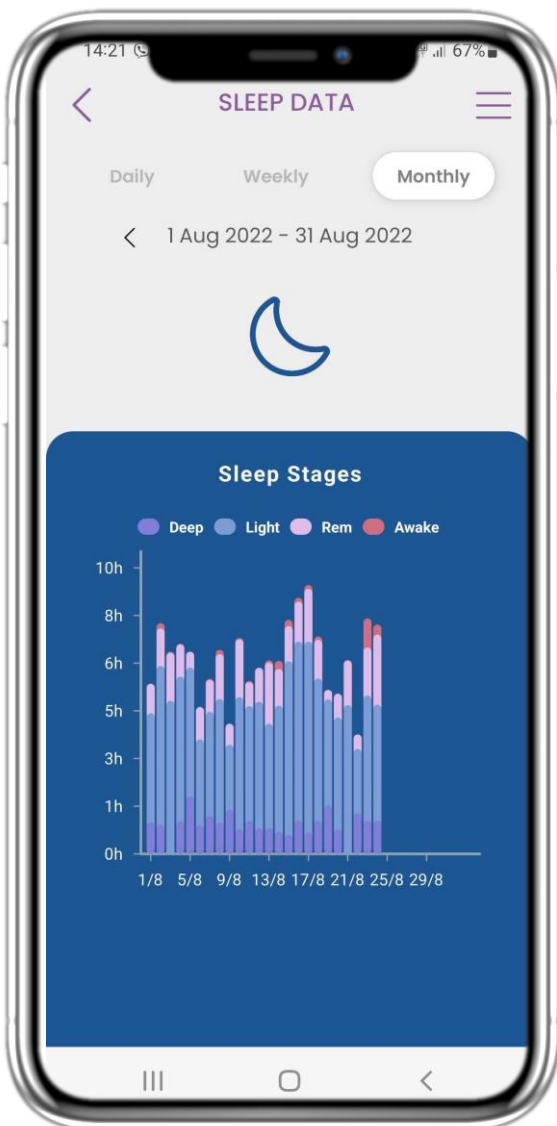 14:21 67%
SLEEP DATA
Daily Weekly Monthly
1 Aug 2022 - 31 Aug 2022
Sleep Stages
Deep Light Rem Awake
10h
8h
6h
5h
3h
1h
0h
1/8 5/8 9/8 13/8 17/8 21/8 25/8 29/8